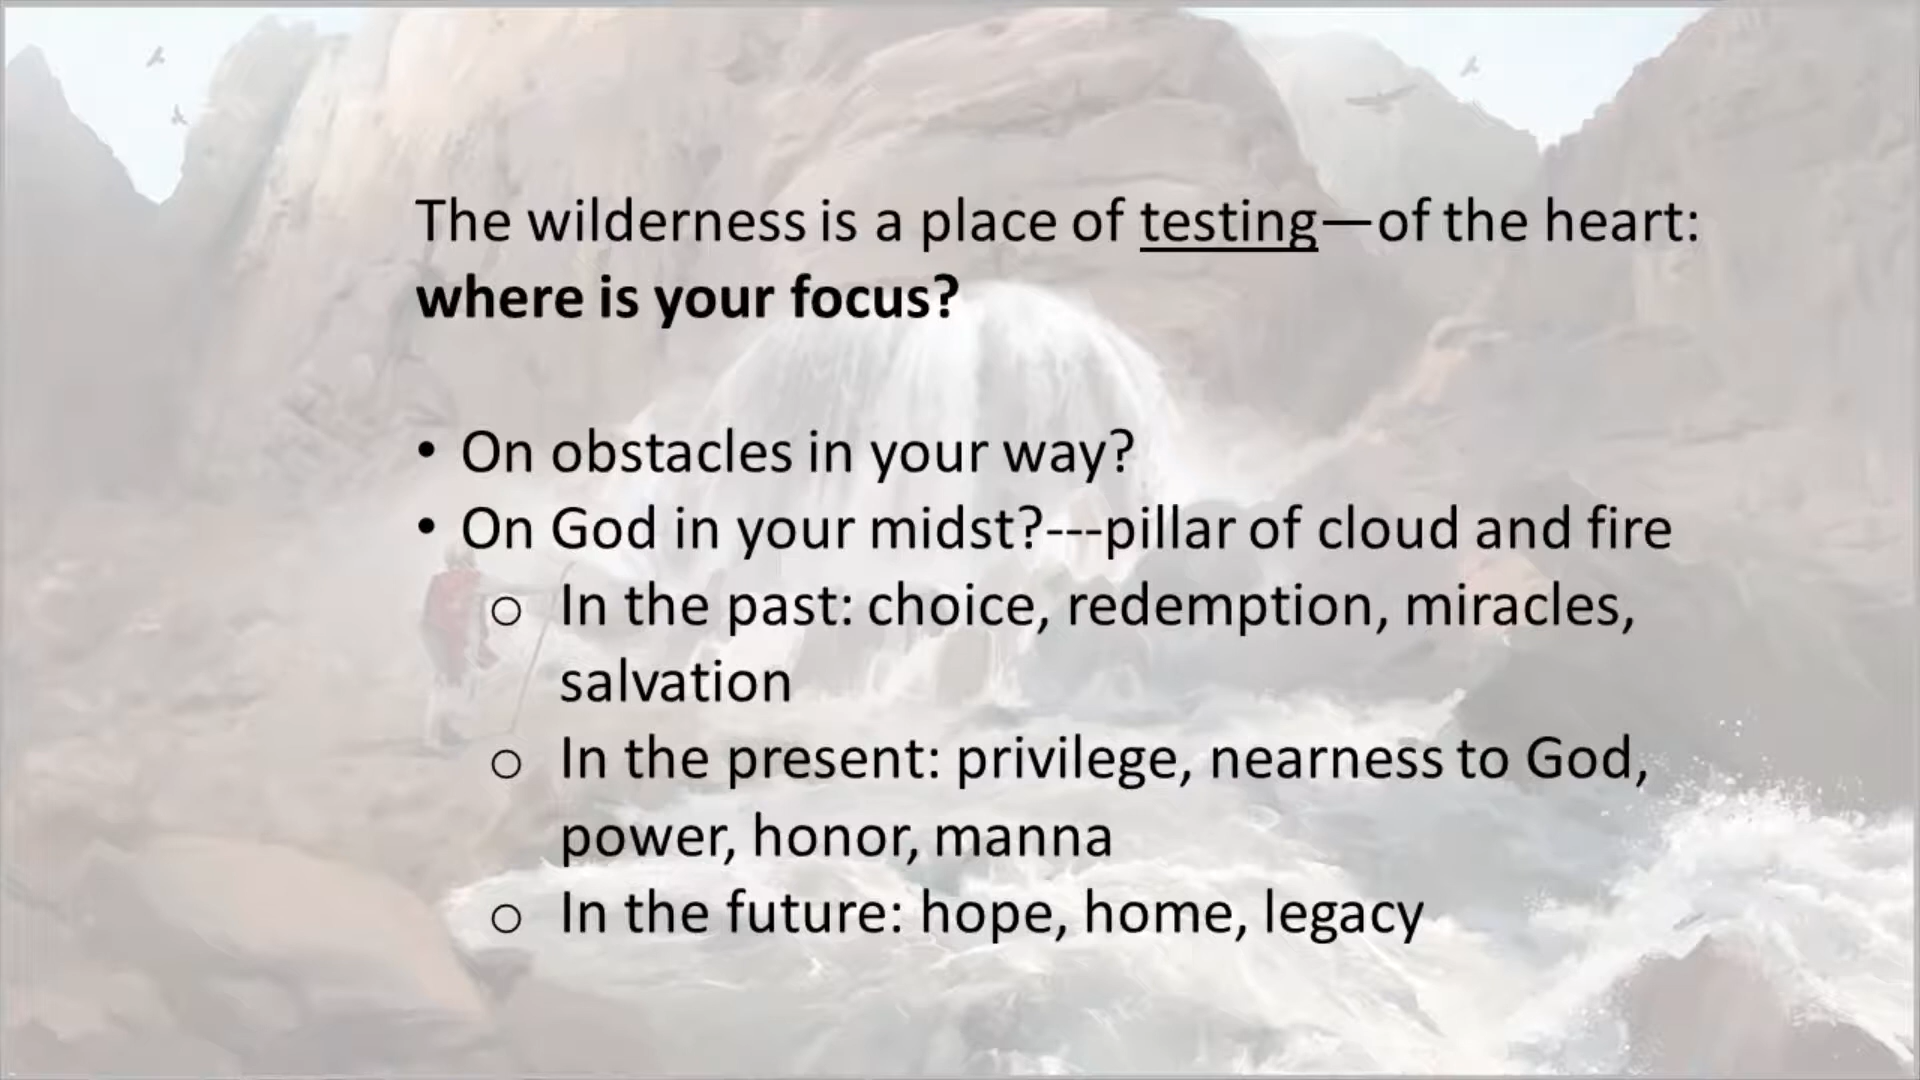 The wilderness is a place of testing—of the heart:
where is your focus?
• On obstacles in your way?
• On God in your midst?---pillar of cloud and fire
o In the past: choice, redemption, miracles,
salvation
o In the present: privilege, nearness to God,
power, honor, manna
o In the future: hope, home, legacy